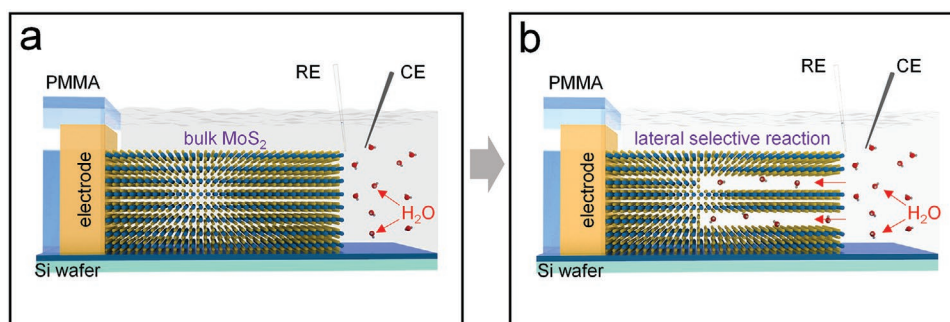 a
RE
CE
PMMA
bulk MoS₂
electrode
H₂O
Si wafer
b
RE
CE
PMMA
lateral selective reaction
electrode
H₂O
Si wafer